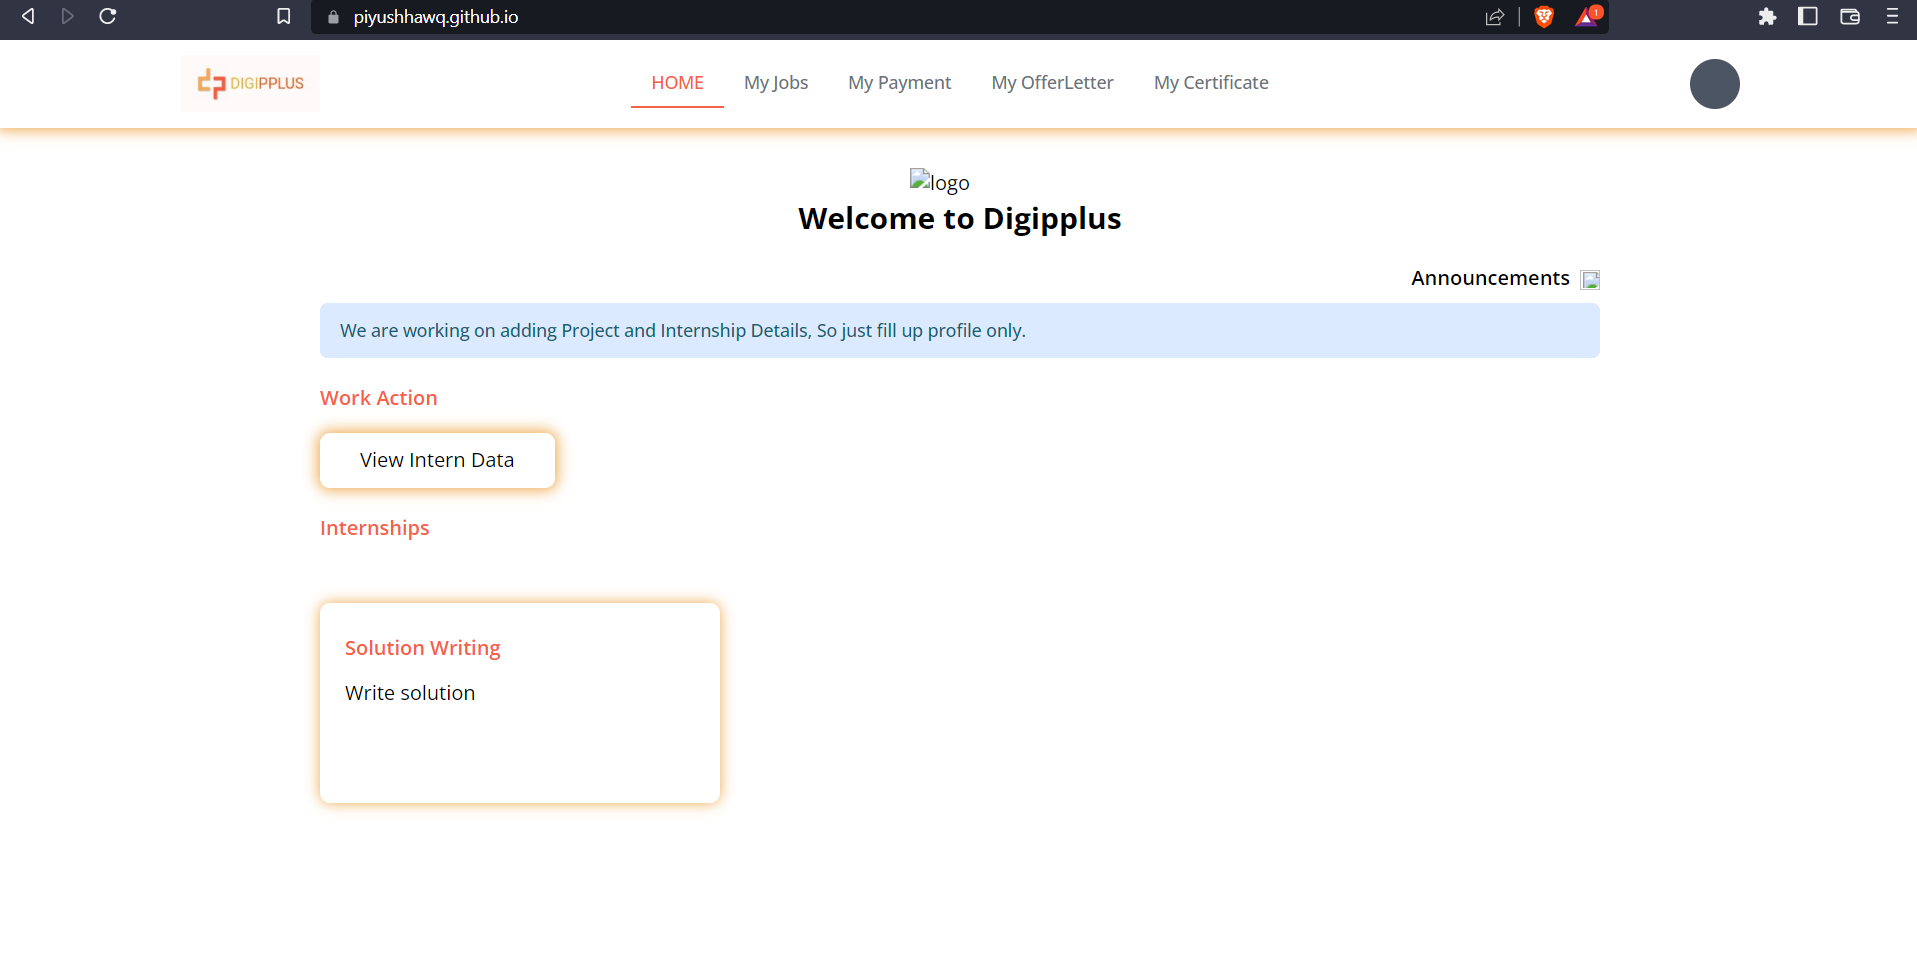 piyushhawq.github.io
1
DIGIPPLUS
HOME
My Jobs
My Payment
My OfferLetter
My Certificate
logo
Welcome to Digipplus
Announcements
We are working on adding Project and Internship Details, So just fill up profile only.
Work Action
View Intern Data
Internships
Solution Writing
Write solution